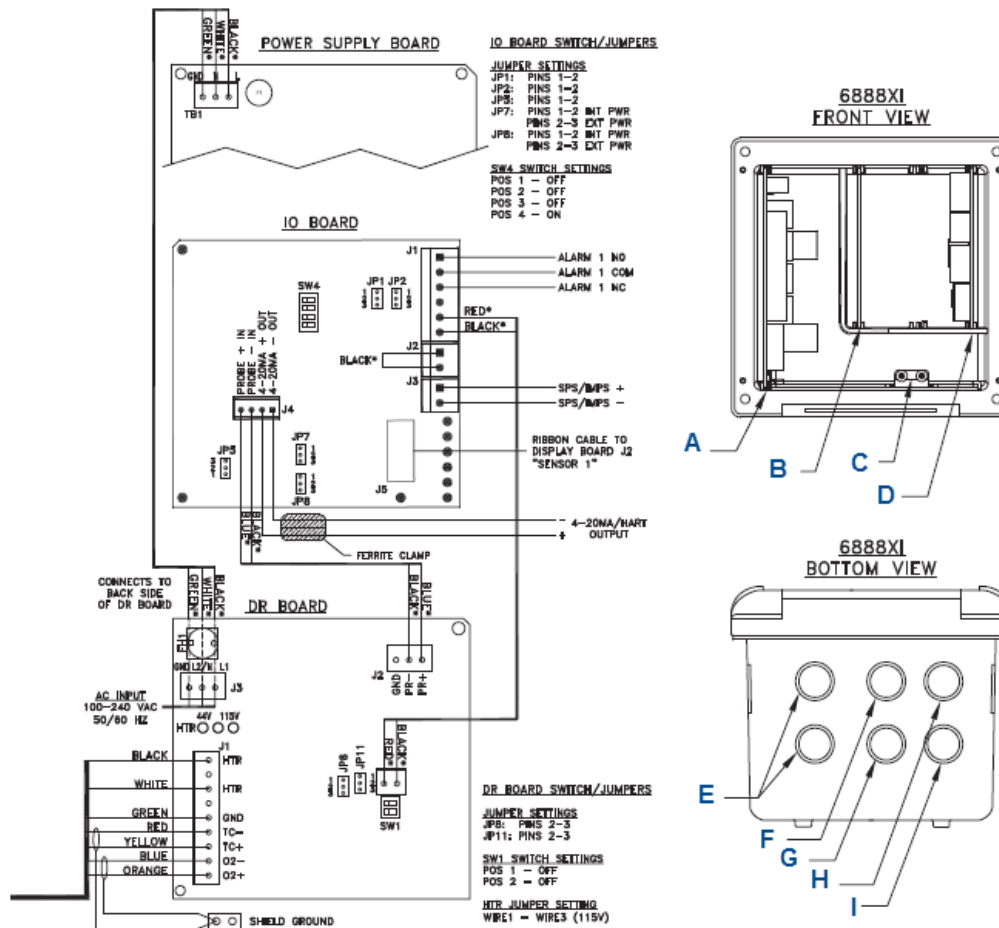 GREEN*
WHITE*
BLACK*
POWER SUPPLY BOARD
GND N L
TB1
IO BOARD SWITCH/JUMPERS
JUMPER SETTINGS
JP1: PINS 1-2
JP2: PINS 1-2
JP5: PINS 1-2
JP7: PINS 1-2 INT PWR
PINS 2-3 EXT PWR
JP8: PINS 1-2 INT PWR
PINS 2-3 EXT PWR
SW4 SWITCH SETTINGS
POS 1 - OFF
POS 2 - OFF
POS 3 - OFF
POS 4 - ON
IO BOARD
J1
ALARM 1 NO
ALARM 1 COM
ALARM 1 NC
SW4
JP1 JP2
RED*
BLACK*
J2
BLACK*
J3
SPS/IMPS +
SPS/IMPS -
PROBE + IN
PROBE - IN
4-20MA + OUT
4-20MA - OUT
J4
JP7
JP5
JP8
J5
RIBBON CABLE TO
DISPLAY BOARD J2
"SENSOR 1"
BLUE*
BLACK*
- 4-20MA/HART
+ OUTPUT
FERRITE CLAMP
CONNECTS TO
BACK SIDE
OF DR BOARD
GREEN*
WHITE*
BLACK*
DR BOARD
BLACK*
BLUE*
FH1
GND L2/N L1
J3
J2
GND
PR-
PR+
AC INPUT
100-240 VAC
50/60 HZ
44V 115V
HTR
J1
BLACK HTR
WHITE HTR
GREEN GND
RED TC-
YELLOW TC+
BLUE O2-
ORANGE O2+
RED*
BLACK*
JP8 JP11
SW1
SHIELD GROUND
DR BOARD SWITCH/JUMPERS
JUMPER SETTINGS
JP8: PINS 2-3
JP11: PINS 2-3
SW1 SWITCH SETTINGS
POS 1 - OFF
POS 2 - OFF
HTR JUMPER SETTING
WIRE1 - WIRE3 (115V)
6888XI
FRONT VIEW
A
B
C
D
6888XI
BOTTOM VIEW
E
F
G
H
I